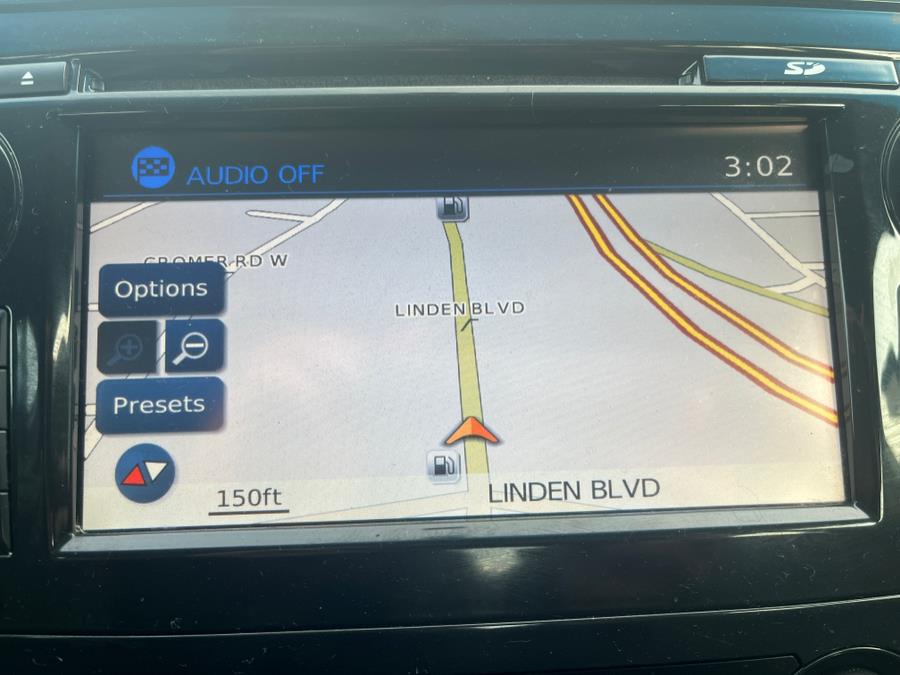 SD
AUDIO OFF
3:02
CROMER RD W
Options
LINDEN BLVD
Presets
150ft
LINDEN BLVD